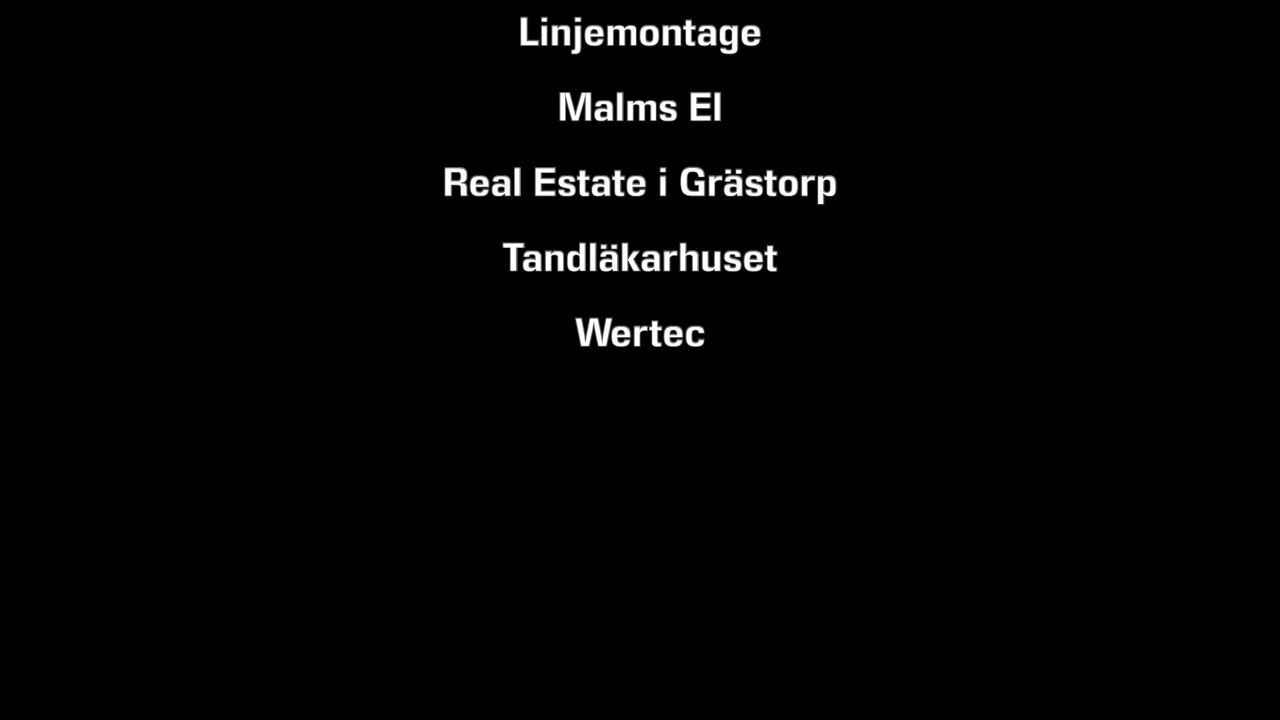 Linjemontage
Malms El
Real Estate i Grästorp
Tandläkarhuset
Wertec